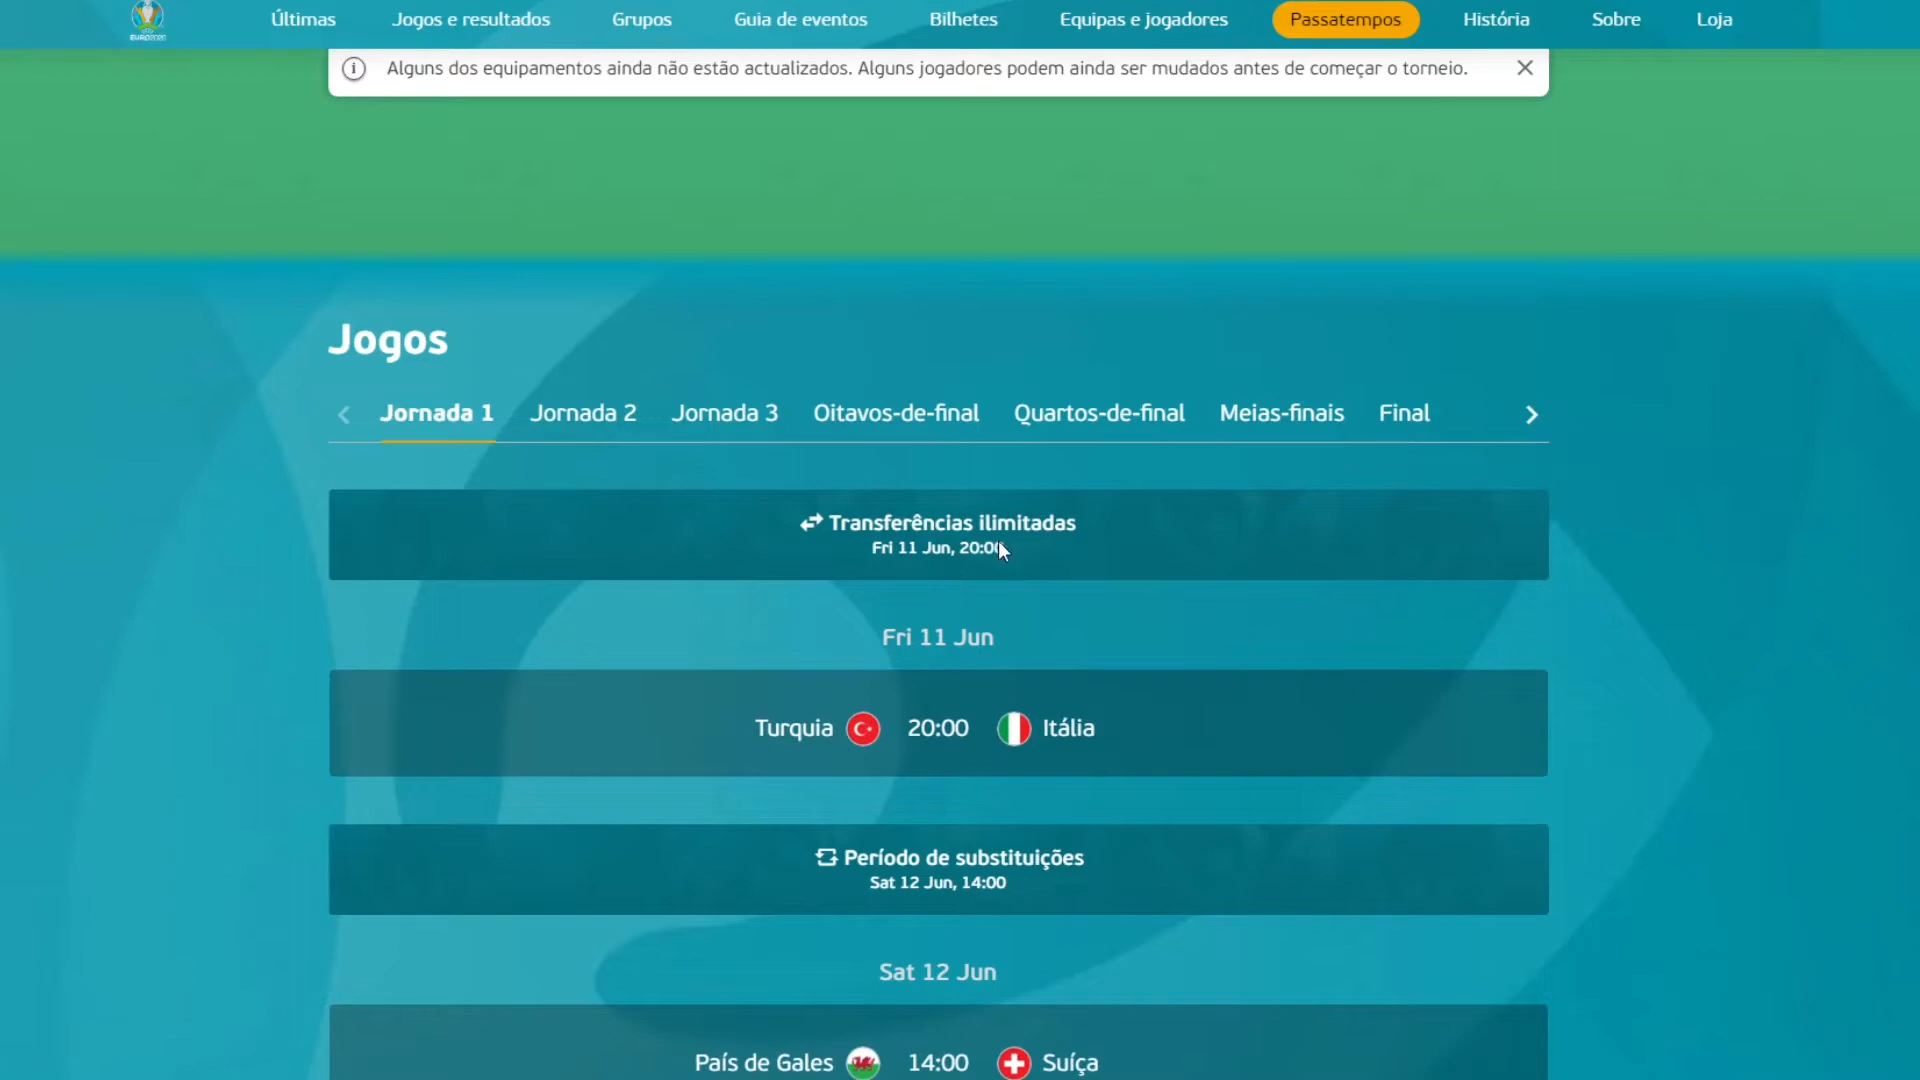 EURO2020
Últimas
Jogos e resultados
Grupos
Guia de eventos
Bilhetes
Equipas e jogadores
Passatempos
História
Sobre
Loja
Alguns dos equipamentos ainda não estão actualizados. Alguns jogadores podem ainda ser mudados antes de começar o torneio.
Jogos
Jornada 1
Jornada 2
Jornada 3
Oitavos-de-final
Quartos-de-final
Meias-finais
Final
Transferências ilimitadas
Fri 11 Jun, 20:00
Fri 11 Jun
Turquia 20:00 Itália
Período de substituições
Sat 12 Jun, 14:00
Sat 12 Jun
País de Gales 14:00 Suíça